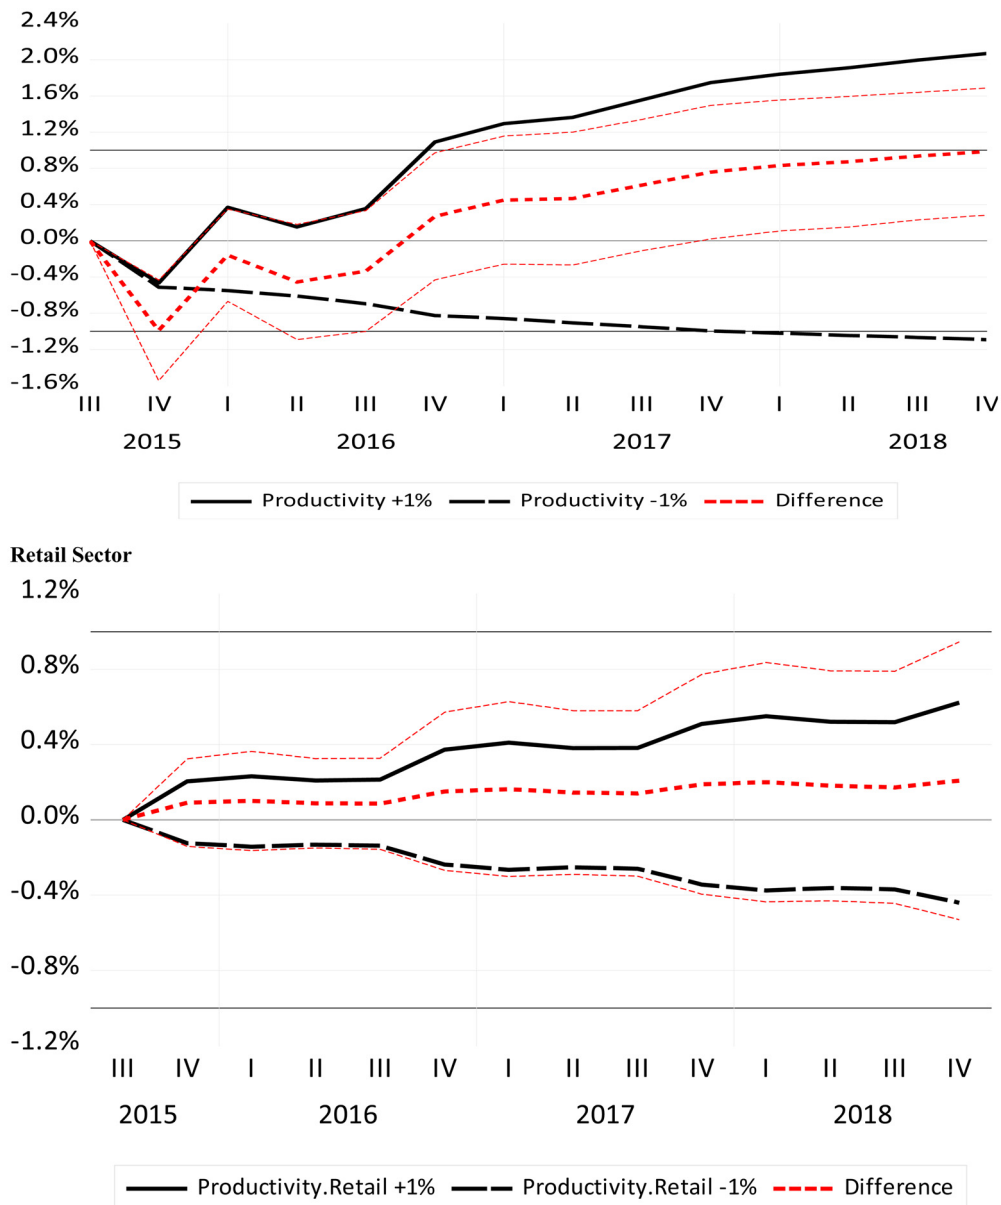 2.4%
2.0%
1.6%
1.2%
0.8%
0.4%
0.0%
-0.4%
-0.8%
-1.2%
-1.6%
III IV I II III IV I II III IV I II III IV
2015 2016 2017 2018
Productivity +1% Productivity -1% Difference
Retail Sector
1.2%
0.8%
0.4%
0.0%
-0.4%
-0.8%
-1.2%
III IV I II III IV I II III IV I II III IV
2015 2016 2017 2018
Productivity.Retail +1% Productivity.Retail -1% Difference